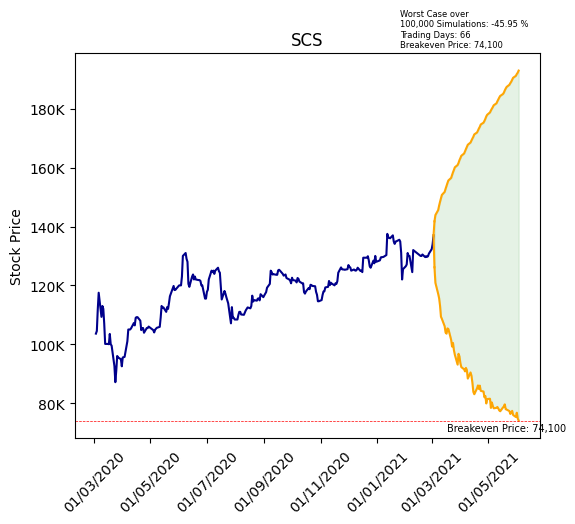 Worst Case over
100,000 Simulations: -45.95 %
Trading Days: 66
Breakeven Price: 74,100
SCS
Stock Price
180K
160K
140K
120K
100K
80K
Breakeven Price: 74,100
01/03/2020
01/05/2020
01/07/2020
01/09/2020
01/11/2020
01/01/2021
01/03/2021
01/05/2021